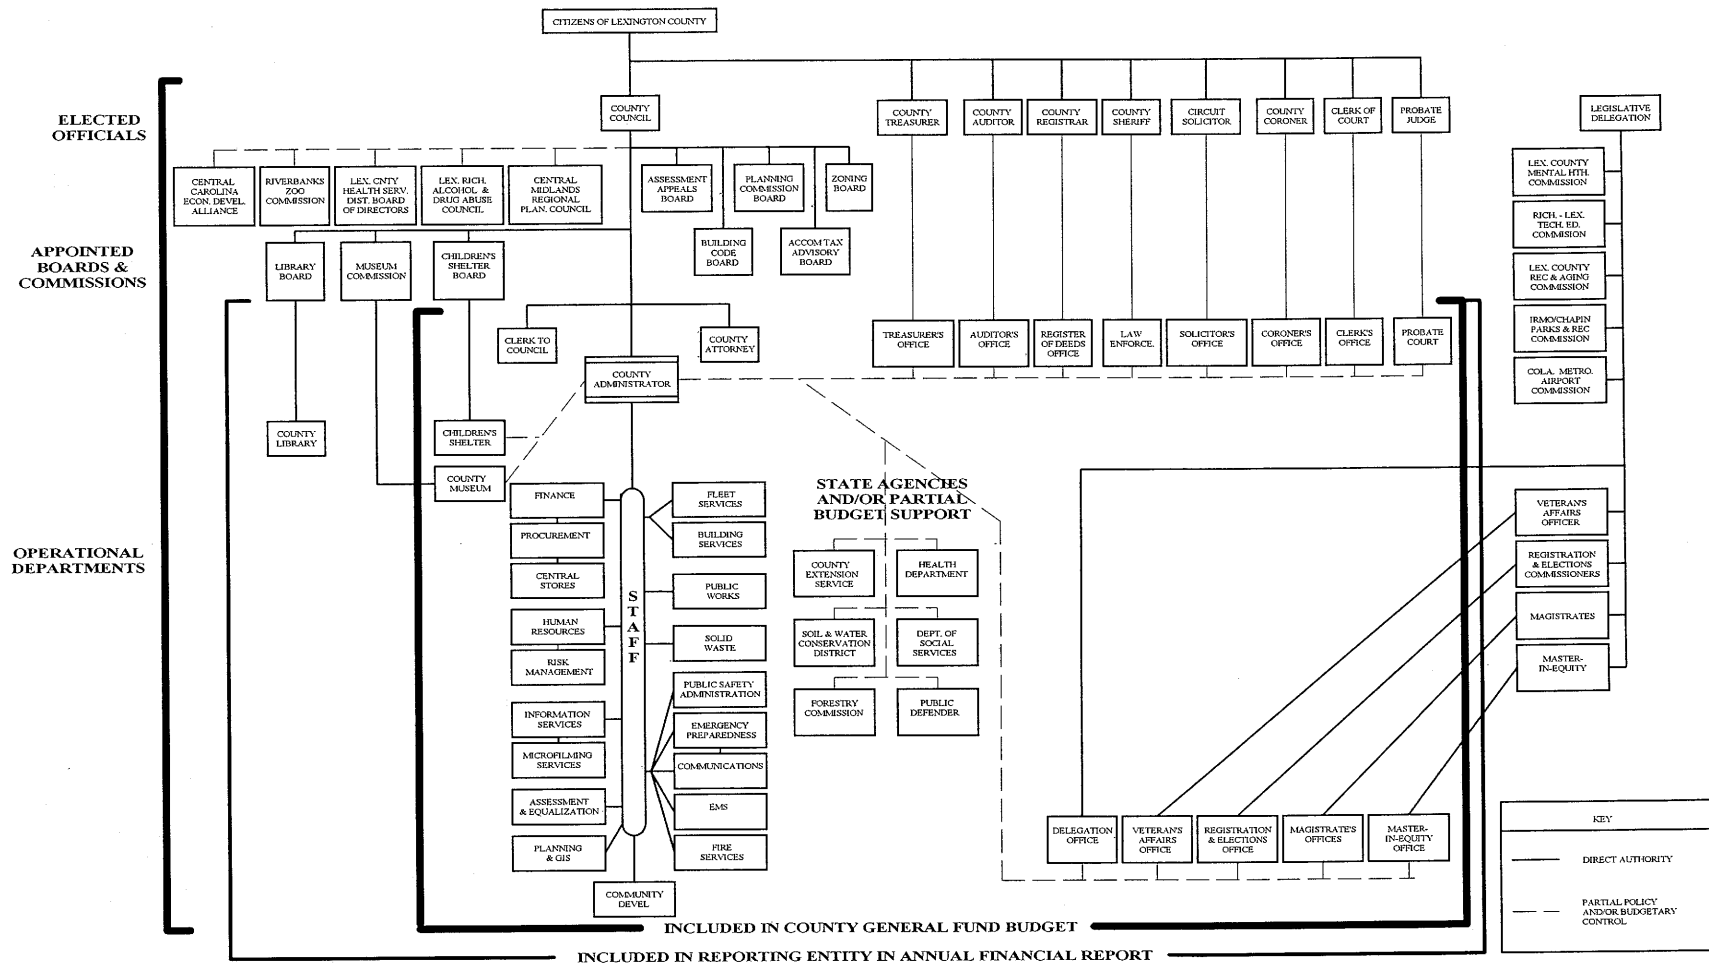 CITIZENS OF LEXINGTON COUNTY
ELECTED
OFFICIALS
COUNTY
COUNCIL
COUNTY
TREASURER
COUNTY
AUDITOR
COUNTY
REGISTRAR
COUNTY
SHERIFF
CIRCUIT
SOLICITOR
COUNTY
CORONER
CLERK OF
COURT
PROBATE
JUDGE
LEGISLATIVE
DELEGATION
CENTRAL
CAROLINA
ECON. DEVEL.
ALLIANCE
RIVERBANKS
ZOO
COMMISSION
LEX. CNTY
HEALTH SERV.
DIST. BOARD
OF DIRECTORS
LEX. RICH.
ALCOHOL &
DRUG ABUSE
COUNCIL
CENTRAL
MIDLANDS
REGIONAL
PLAN. COUNCIL
ASSESSMENT
APPEALS
BOARD
PLANNING
COMMISSION
BOARD
ZONING
BOARD
LEX. COUNTY
MENTAL HTH.
COMMISSION
RICH. - LEX.
TECH. ED.
COMMISION
LEX. COUNTY
REC & AGING
COMMISSION
IRMO/CHAPIN
PARKS & REC
COMMISSION
COLA. METRO.
AIRPORT
COMMISSION
APPOINTED
BOARDS &
COMMISSIONS
LIBRARY
BOARD
MUSEUM
COMMISSION
CHILDREN'S
SHELTER
BOARD
BUILDING
CODE
BOARD
ACCOM TAX
ADVISORY
BOARD
CLERK TO
COUNCIL
COUNTY
ATTORNEY
COUNTY
ADMINISTRATOR
TREASURER'S
OFFICE
AUDITOR'S
OFFICE
REGISTER
OF DEEDS
OFFICE
LAW
ENFORCE.
SOLICITOR'S
OFFICE
CORONER'S
OFFICE
CLERK'S
OFFICE
PROBATE
COURT
COUNTY
LIBRARY
CHILDREN'S
SHELTER
COUNTY
MUSEUM
OPERATIONAL
DEPARTMENTS
FINANCE
PROCUREMENT
CENTRAL
STORES
HUMAN
RESOURCES
RISK
MANAGEMENT
INFORMATION
SERVICES
MICROFILMING
SERVICES
ASSESSMENT
& EQUALIZATION
PLANNING
& GIS
STAFF
FLEET
SERVICES
BUILDING
SERVICES
PUBLIC
WORKS
SOLID
WASTE
PUBLIC SAFETY
ADMINISTRATION
EMERGENCY
PREPAREDNESS
COMMUNICATIONS
EMS
FIRE
SERVICES
COMMUNITY
DEVEL
STATE AGENCIES
AND/OR PARTIAL
BUDGET SUPPORT
COUNTY
EXTENSION
SERVICE
HEALTH
DEPARTMENT
SOIL & WATER
CONSERVATION
DISTRICT
DEPT. OF
SOCIAL
SERVICES
FORESTRY
COMMISSION
PUBLIC
DEFENDER
VETERAN'S
AFFAIRS
OFFICER
REGISTRATION
& ELECTIONS
COMMISSIONERS
MAGISTRATES
MASTER-
IN-EQUITY
DELEGATION
OFFICE
VETERAN'S
AFFAIRS
OFFICE
REGISTRATION
& ELECTIONS
OFFICE
MAGISTRATE'S
OFFICES
MASTER-
IN-EQUITY
OFFICE
KEY
DIRECT AUTHORITY
PARTIAL POLICY
AND/OR BUDGETARY
CONTROL
INCLUDED IN COUNTY GENERAL FUND BUDGET
INCLUDED IN REPORTING ENTITY IN ANNUAL FINANCIAL REPORT